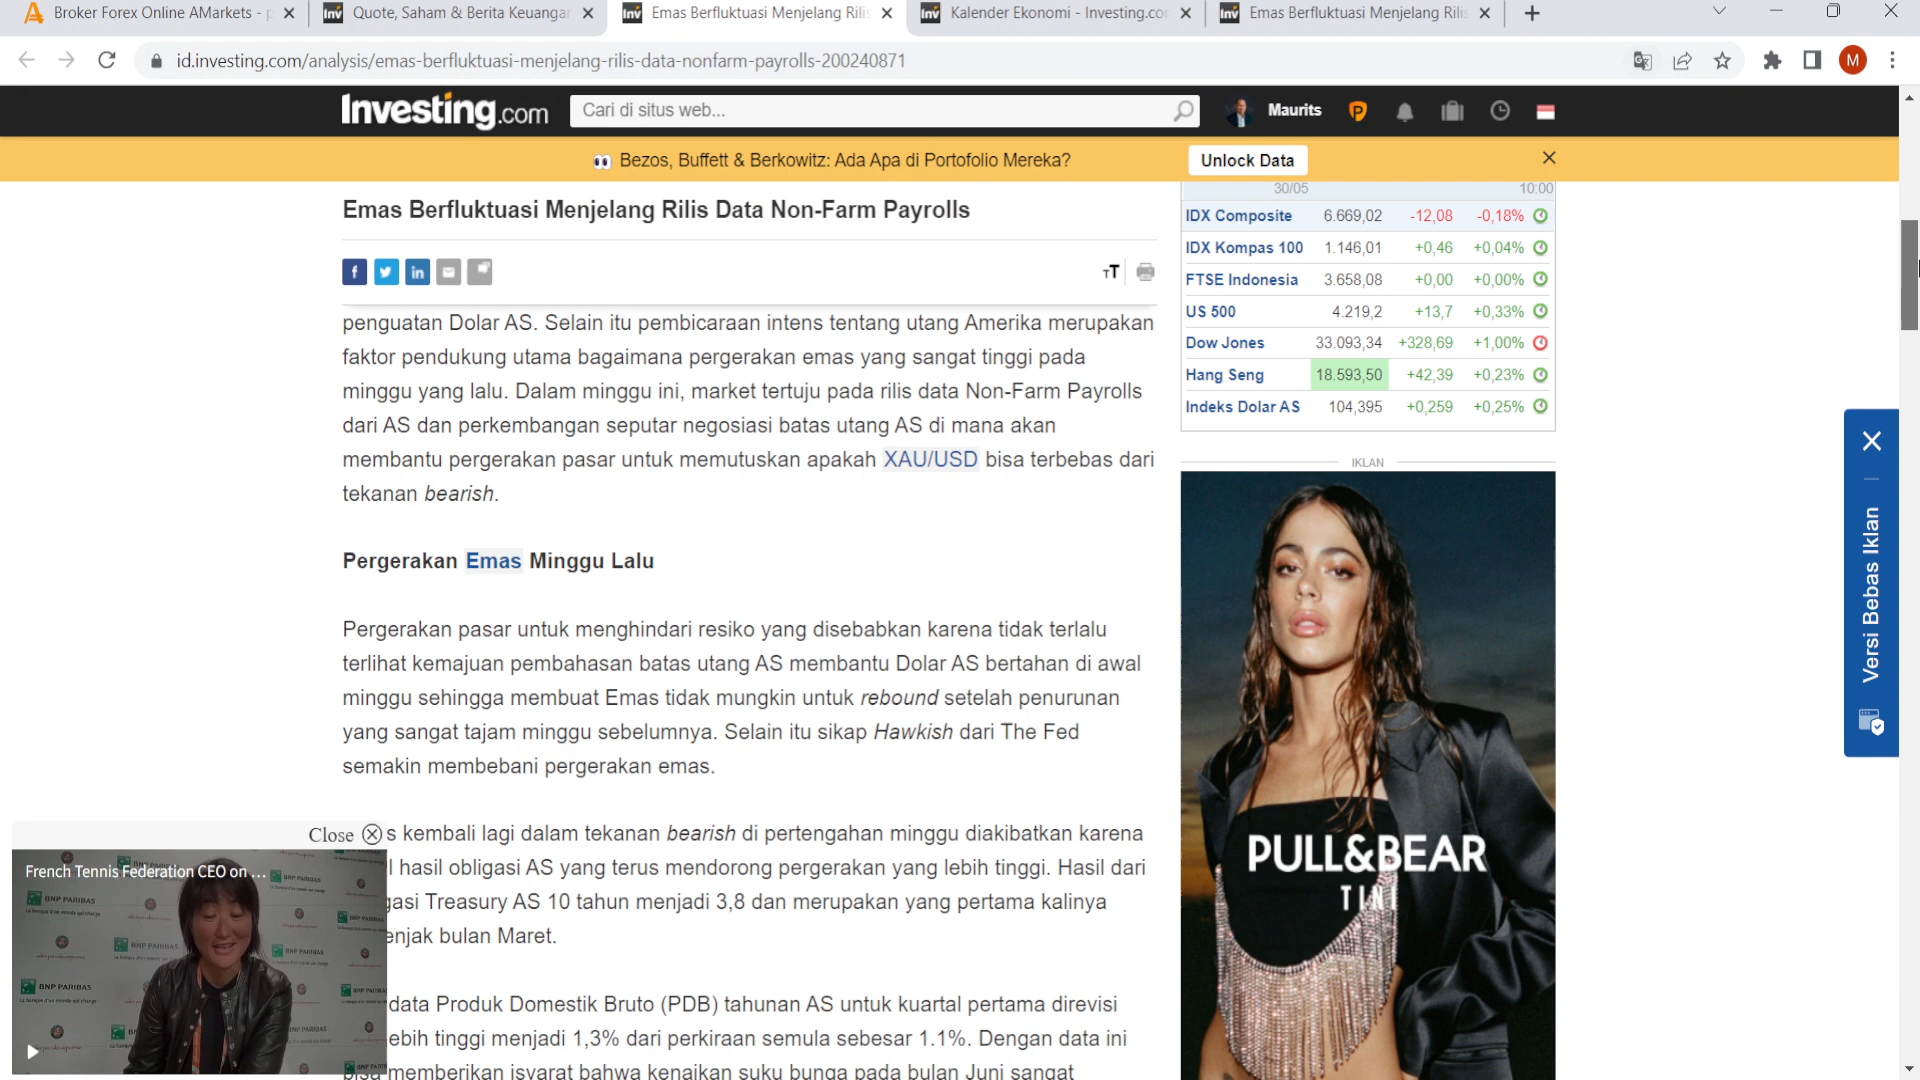 Broker Forex Online AMarkets -
Quote, Saham & Berita Keuangan
Emas Berfluktuasi Menjelang Rilis
Kalender Ekonomi - Investing.com
Emas Berfluktuasi Menjelang Rilis
id.investing.com/analysis/emas-berfluktuasi-menjelang-rilis-data-nonfarm-payrolls-200240871
M
Investing.com
Cari di situs web...
Maurits
P
Bezos, Buffett & Berkowitz: Ada Apa di Portofolio Mereka?
Unlock Data
Emas Berfluktuasi Menjelang Rilis Data Non-Farm Payrolls
penguatan Dolar AS. Selain itu pembicaraan intens tentang utang Amerika merupakan
faktor pendukung utama bagaimana pergerakan emas yang sangat tinggi pada
minggu yang lalu. Dalam minggu ini, market tertuju pada rilis data Non-Farm Payrolls
dari AS dan perkembangan seputar negosiasi batas utang AS di mana akan
membantu pergerakan pasar untuk memutuskan apakah XAU/USD bisa terbebas dari
tekanan bearish.
Pergerakan Emas Minggu Lalu
Pergerakan pasar untuk menghindari resiko yang disebabkan karena tidak terlalu
terlihat kemajuan pembahasan batas utang AS membantu Dolar AS bertahan di awal
minggu sehingga membuat Emas tidak mungkin untuk rebound setelah penurunan
yang sangat tajam minggu sebelumnya. Selain itu sikap Hawkish dari The Fed
semakin membebani pergerakan emas.
s kembali lagi dalam tekanan bearish di pertengahan minggu diakibatkan karena
l hasil obligasi AS yang terus mendorong pergerakan yang lebih tinggi. Hasil dari
gasi Treasury AS 10 tahun menjadi 3,8 dan merupakan yang pertama kalinya
enjak bulan Maret.
data Produk Domestik Bruto (PDB) tahunan AS untuk kuartal pertama direvisi
ebih tinggi menjadi 1,3% dari perkiraan semula sebesar 1.1%. Dengan data ini
bisa memberikan isyarat bahwa kenaikan suku bunga pada bulan Juni sangat
30/05 10:00
IDX Composite 6.669,02 -12,08 -0,18%
IDX Kompas 100 1.146,01 +0,46 +0,04%
FTSE Indonesia 3.658,08 +0,00 +0,00%
US 500 4.219,2 +13,7 +0,33%
Dow Jones 33.093,34 +328,69 +1,00%
Hang Seng 18.593,50 +42,39 +0,23%
Indeks Dolar AS 104,395 +0,259 +0,25%
IKLAN
PULL&BEAR
TINI
Versi Bebas Iklan
Close
French Tennis Federation CEO on ...
BNP PARIBAS